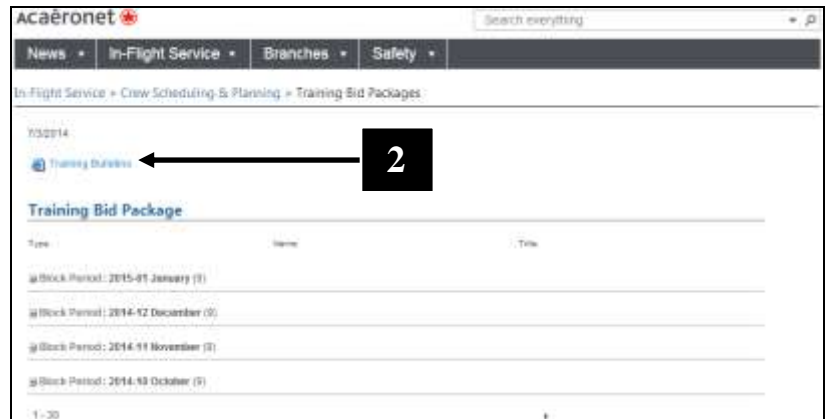 Acaëronet
Search everything
News In-Flight Service Branches Safety
In-Flight Service » Crew Scheduling & Planning » Training Bid Packages
7/3/2014
Training Bulletins
2
Training Bid Package
Type Name Title
Block Period: 2015-01 January (9)
Block Period: 2014-12 December (9)
Block Period: 2014-11 November (9)
Block Period: 2014-10 October (9)
1 - 30